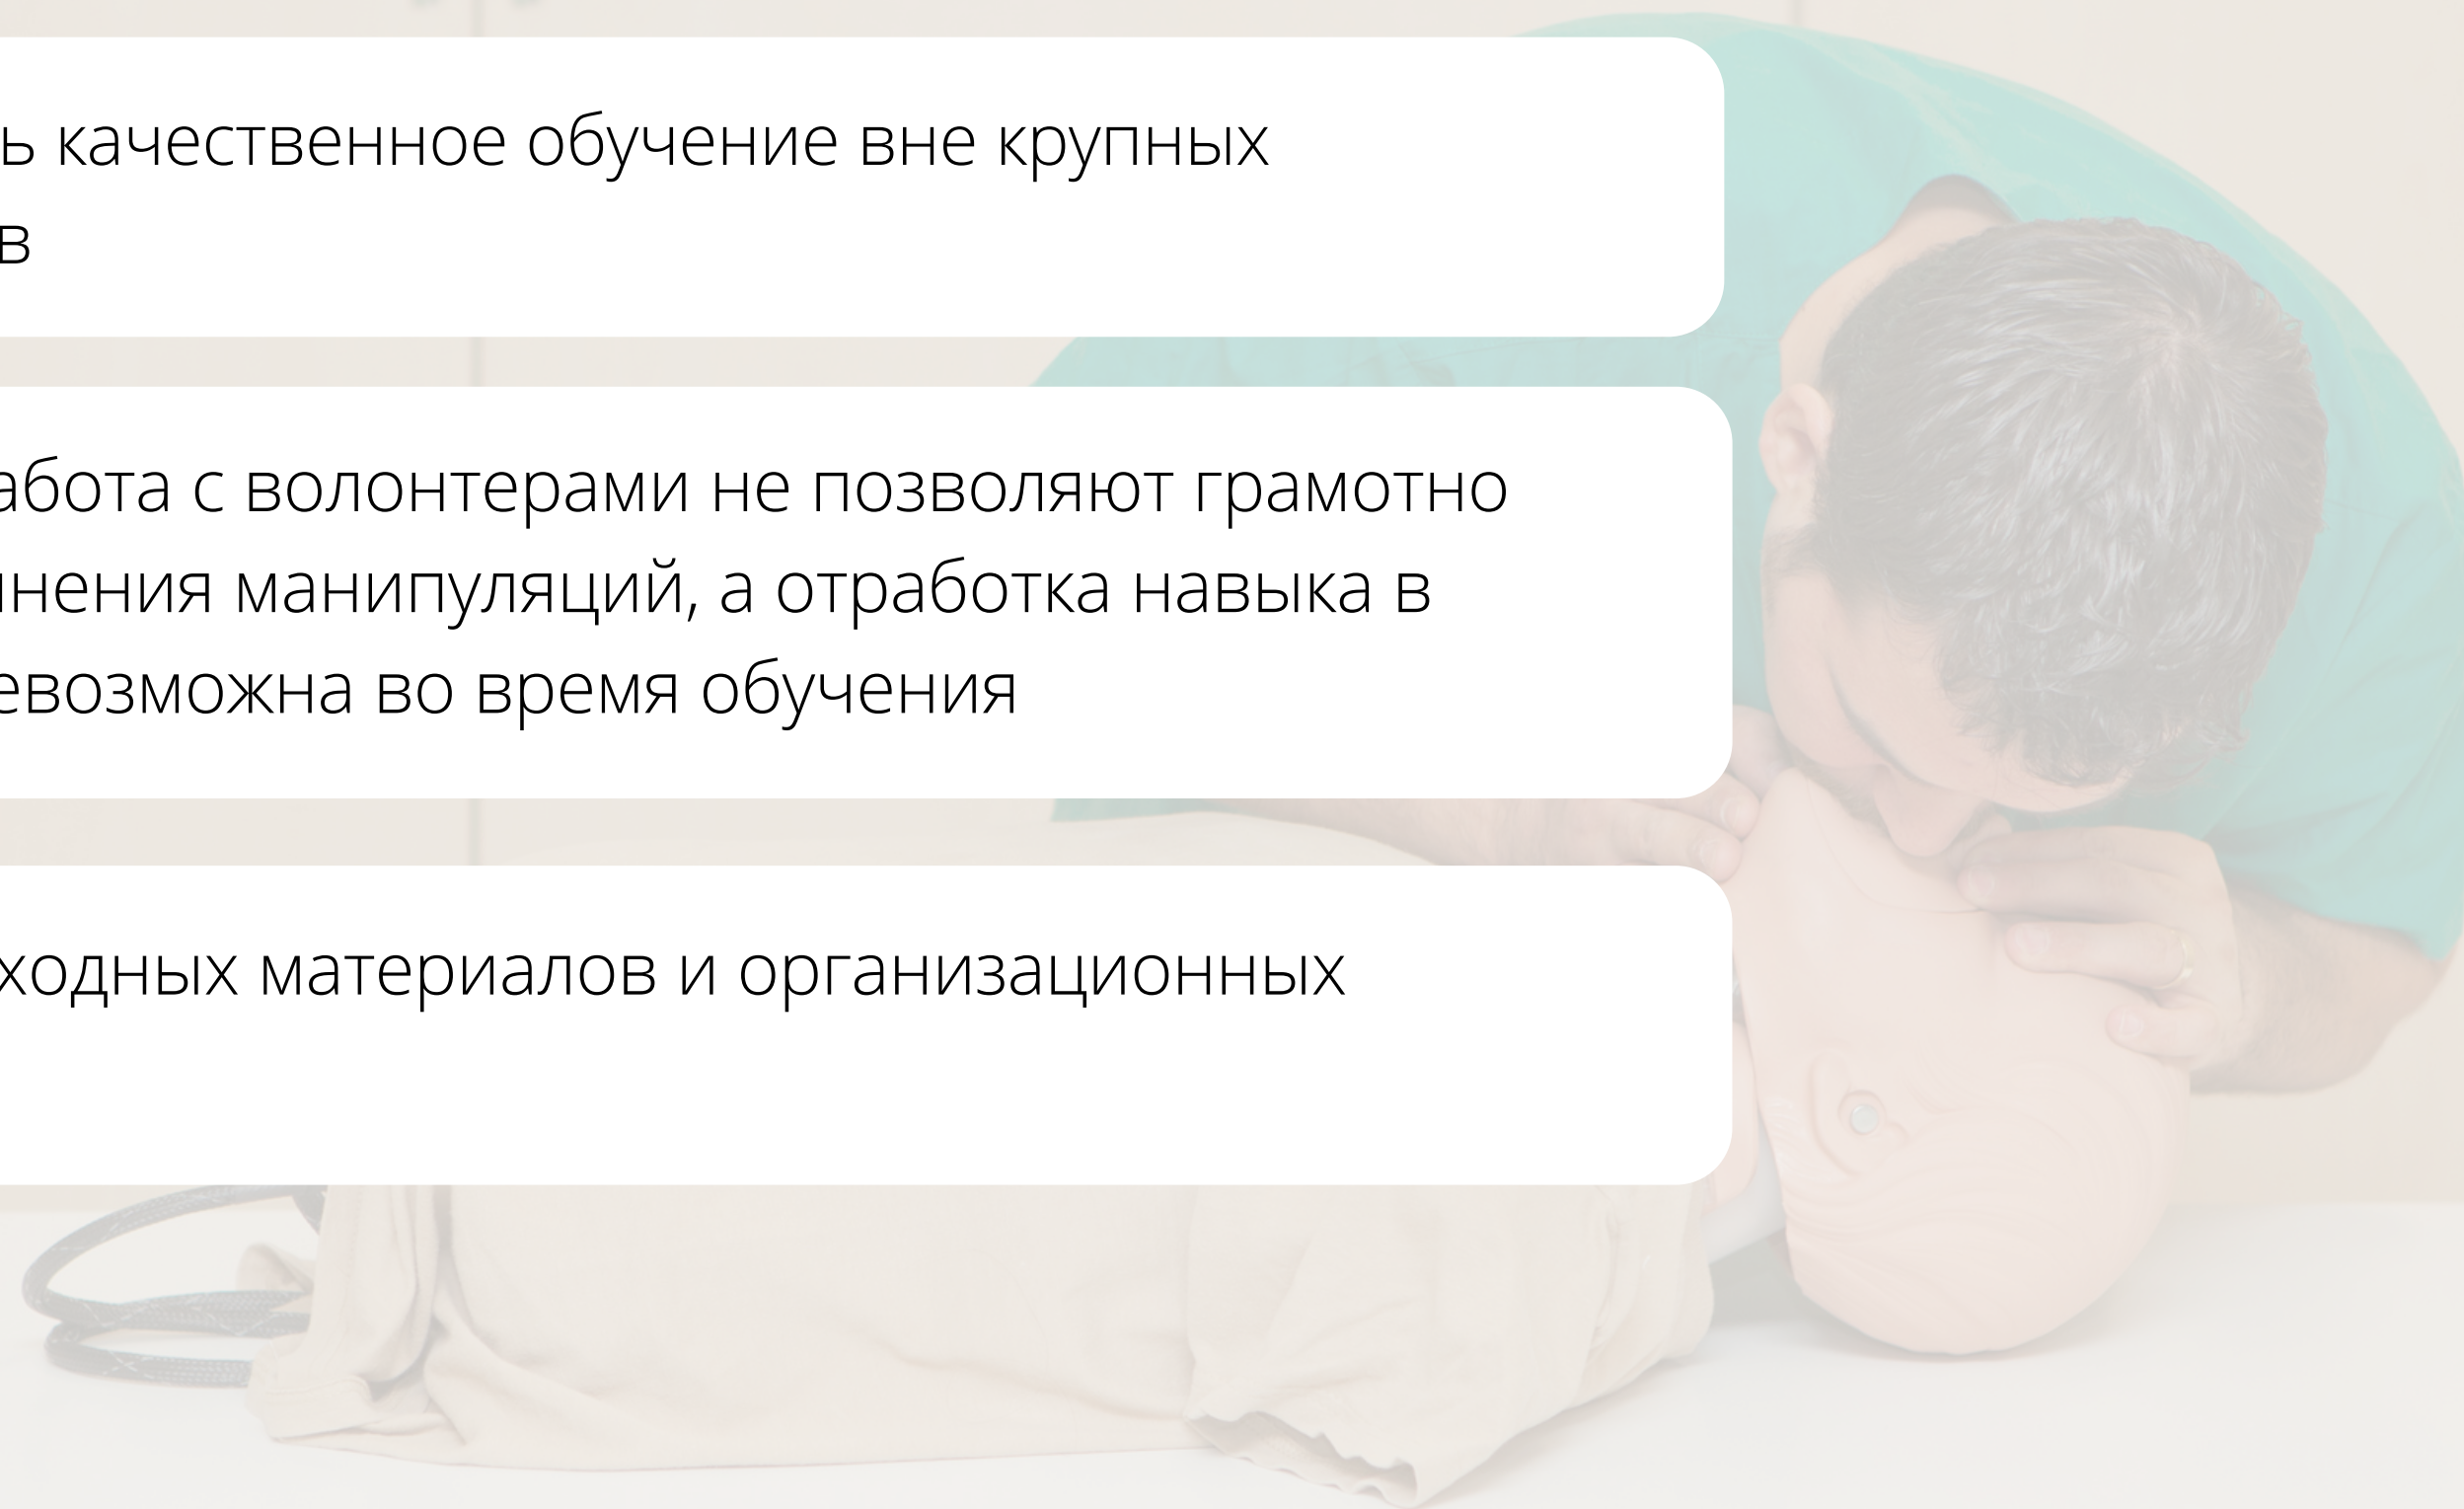 ь качественное обучение вне крупных
в
абота с волонтерами не позволяют грамотно
нения манипуляций, а отработка навыка в
евозможна во время обучения
ходных материалов и организационных